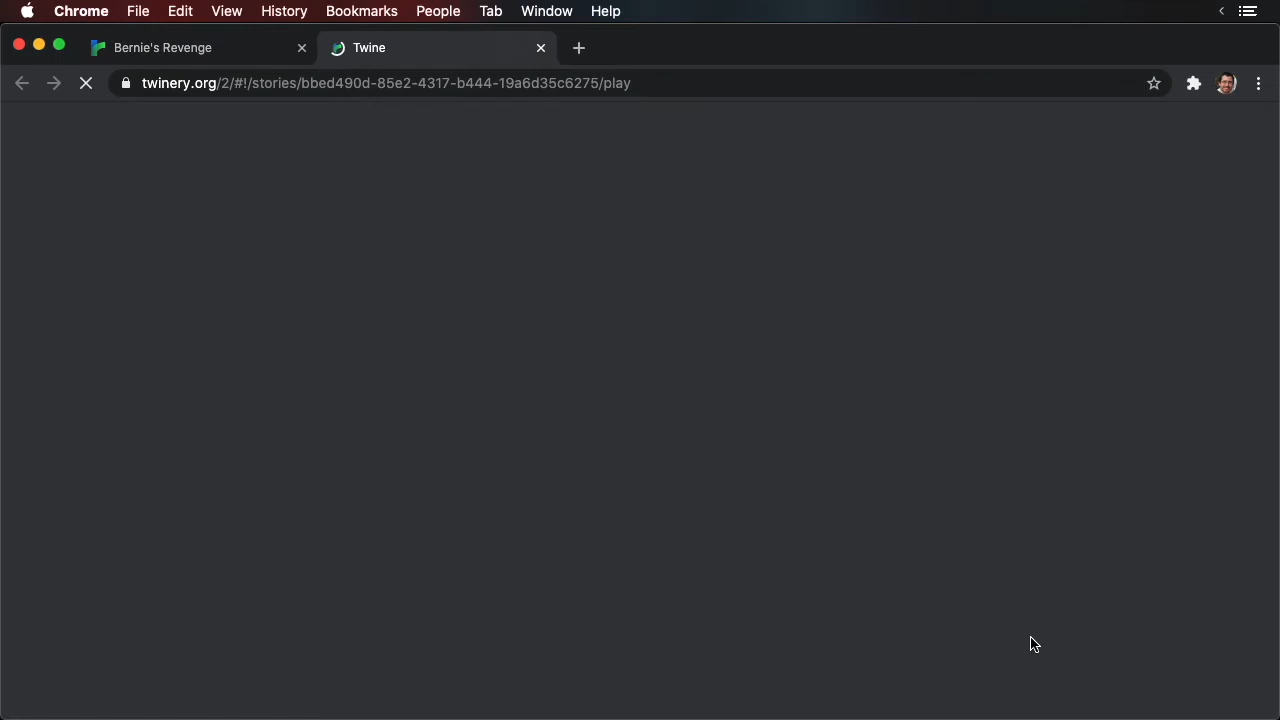 Chrome File Edit View History Bookmarks People Tab Window Help
Bernie's Revenge
Twine
twinery.org/2/#!/stories/bbed490d-85e2-4317-b444-19a6d35c6275/play